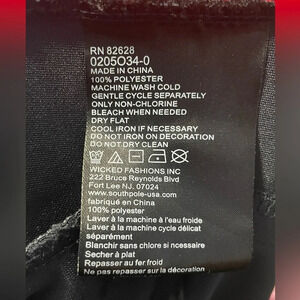 RN 82628
0205O34-0
MADE IN CHINA
100% POLYESTER
MACHINE WASH COLD
GENTLE CYCLE SEPARATELY
ONLY NON-CHLORINE
BLEACH WHEN NEEDED
DRY FLAT
COOL IRON IF NECESSARY
DO NOT IRON ON DECORATION
DO NOT DRY CLEAN
WICKED FASHIONS INC
222 Bruce Reynolds Blvd
Fort Lee NJ, 07024
www.southpole-usa.com
fabriqué en China
100% polyester
Laver à la machine à l'eau froide
Laver à la machine cycle délicat
séparément
Blanchir sans chlore si nécessaire
Sécher à plat
Repasser au fer froid
Ne pas repasser sur la décoration